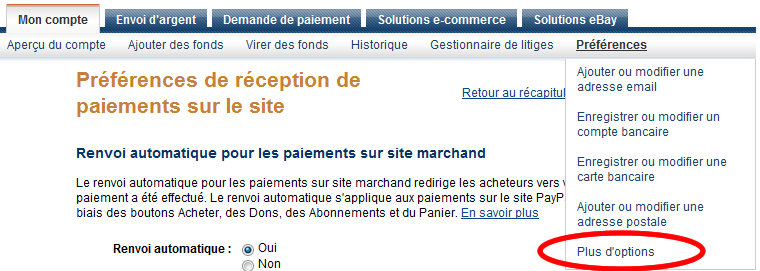 Mon compte Envoi d'argent Demande de paiement Solutions e-commerce Solutions eBay
Aperçu du compte Ajouter des fonds Virer des fonds Historique Gestionnaire de litiges Préférences
Préférences de réception de
paiements sur le site
Retour au récapitul
Ajouter ou modifier une
adresse email
Enregistrer ou modifier un
compte bancaire
Enregistrer ou modifier une
carte bancaire
Ajouter ou modifier une
adresse postale
Plus d'options
Renvoi automatique pour les paiements sur site marchand
Le renvoi automatique pour les paiements sur site marchand redirige les acheteurs vers v
paiement a été effectué. Le renvoi automatique s'applique aux paiements sur le site PayP
biais des boutons Acheter, des Dons, des Abonnements et du Panier. En savoir plus
Renvoi automatique : Oui
Non